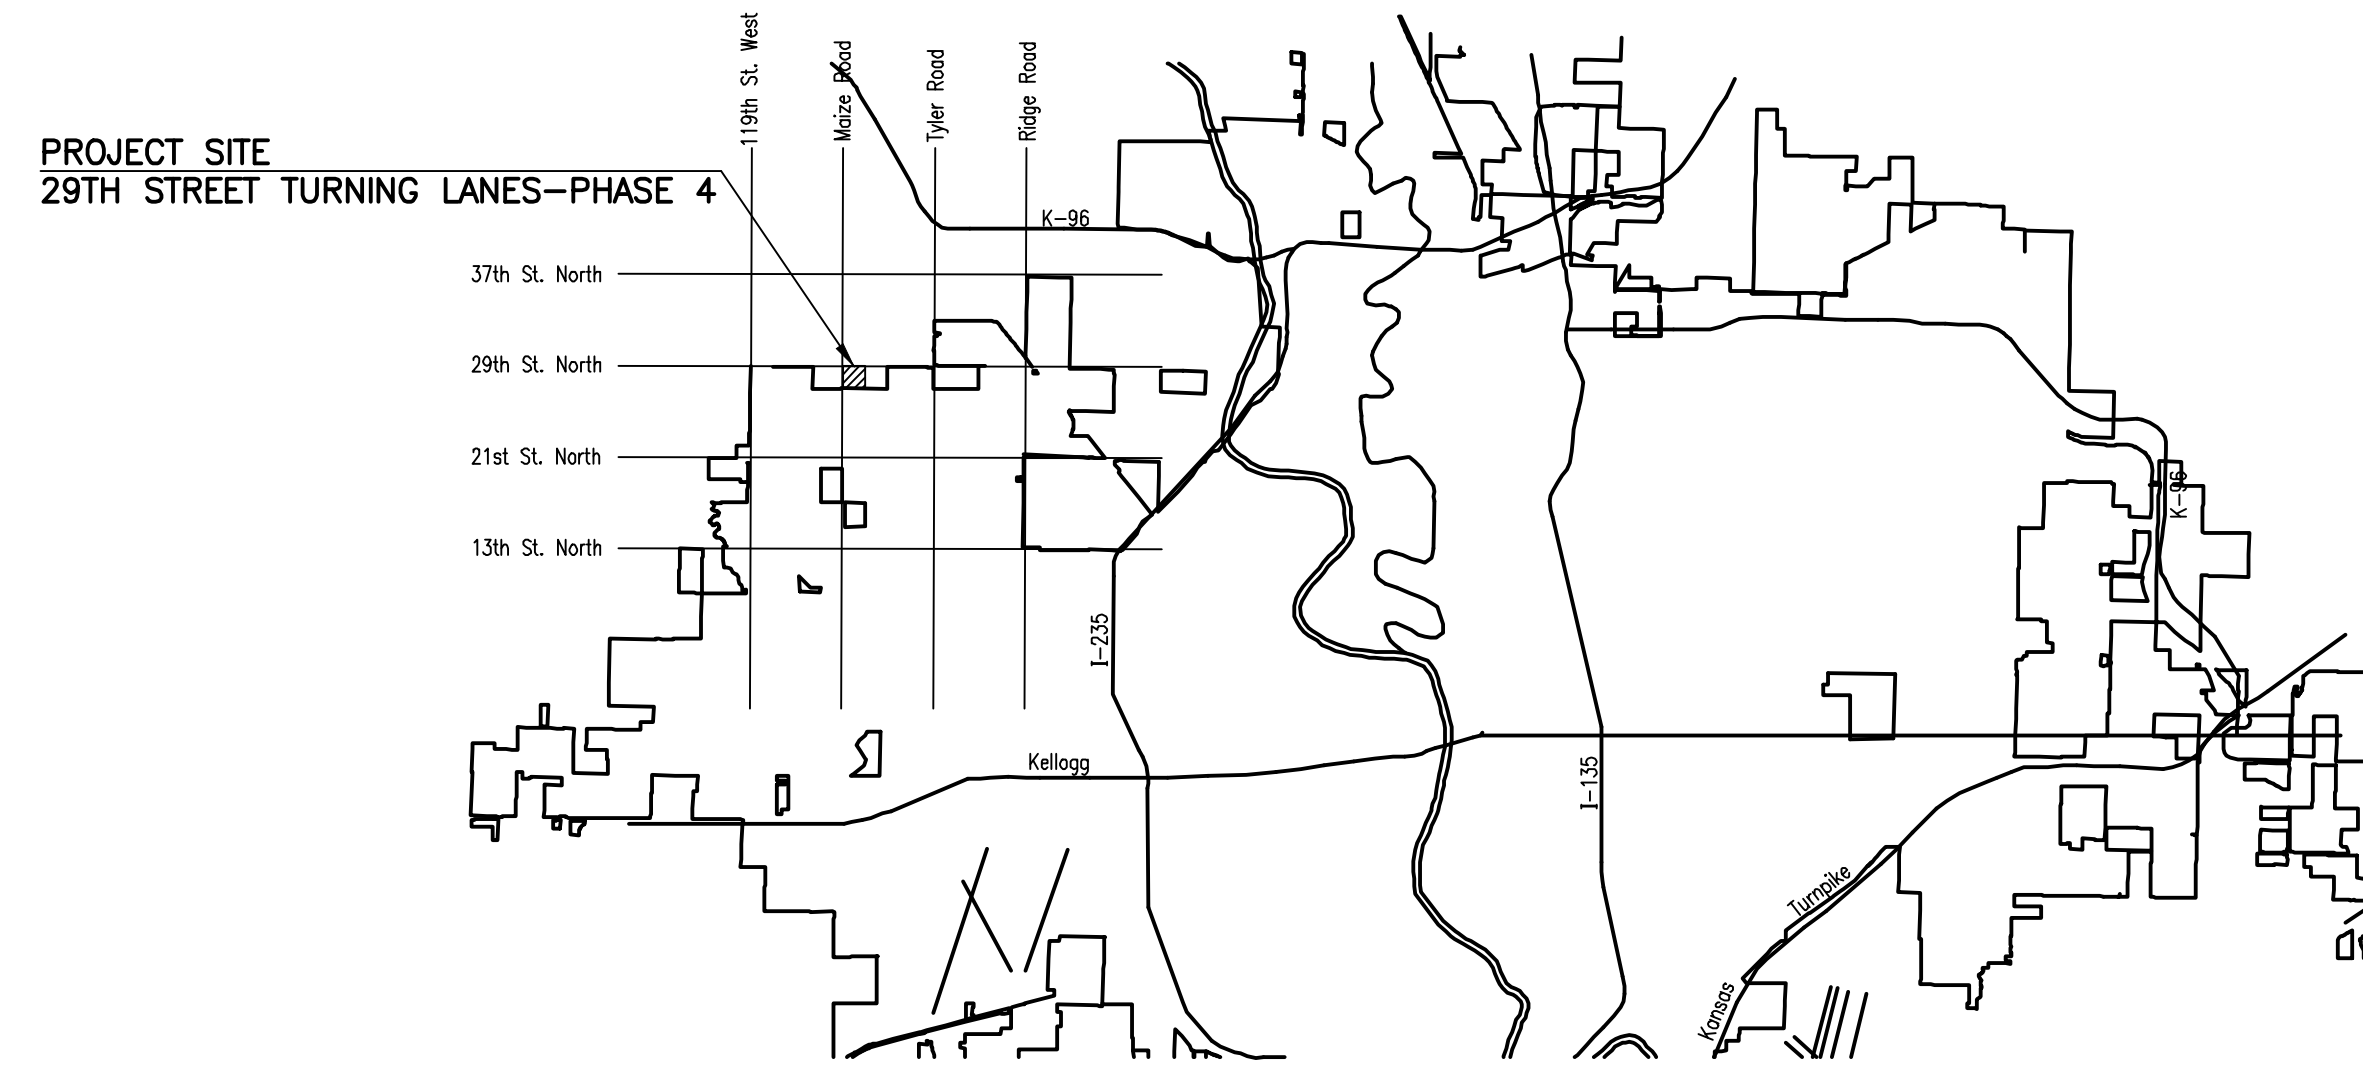 119th St. West
Maize Road
Tyler Road
Ridge Road
PROJECT SITE
29TH STREET TURNING LANES-PHASE 4
K-96
37th St. North
29th St. North
21st St. North
13th St. North
K-96
I-235
Kellogg
I-135
Turnpike
Kansas